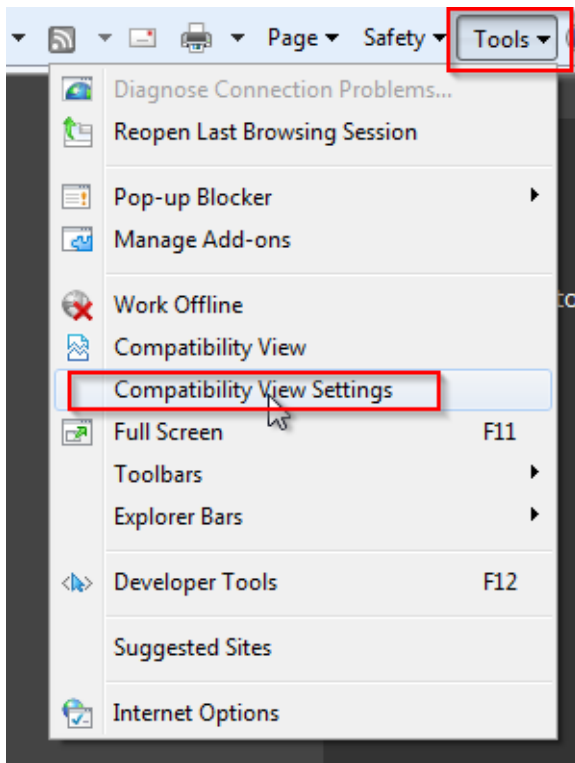 Page Safety Tools
Diagnose Connection Problems...
Reopen Last Browsing Session
Pop-up Blocker
Manage Add-ons
Work Offline
to
Compatibility View
Compatibility View Settings
Full Screen F11
Toolbars
Explorer Bars
Developer Tools F12
Suggested Sites
Internet Options